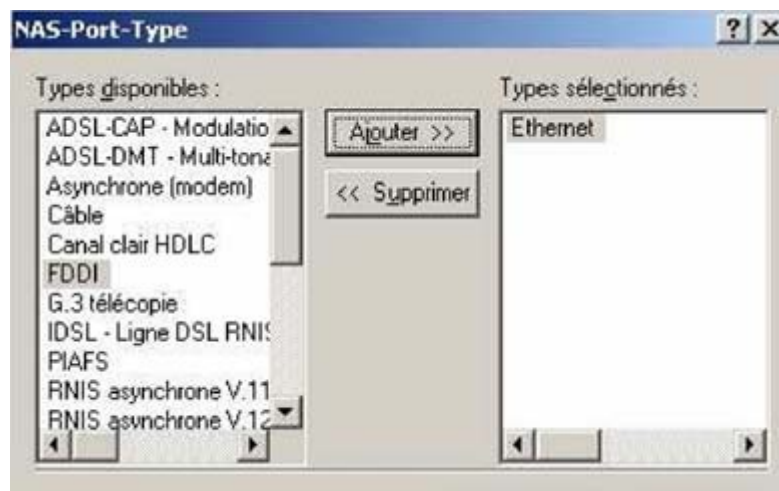 NAS-Port-Type
Types disponibles :
ADSL-CAP - Modulatio
ADSL-DMT - Multi-tona
Asynchrone (modem)
Câble
Canal clair HDLC
FDDI
G.3 télécopie
IDSL - Ligne DSL RNIS
PIAFS
RNIS asynchrone V.11
RNIS asynchrone V.12
Ajouter >>
<< Supprimer
Types sélectionnés :
Ethernet